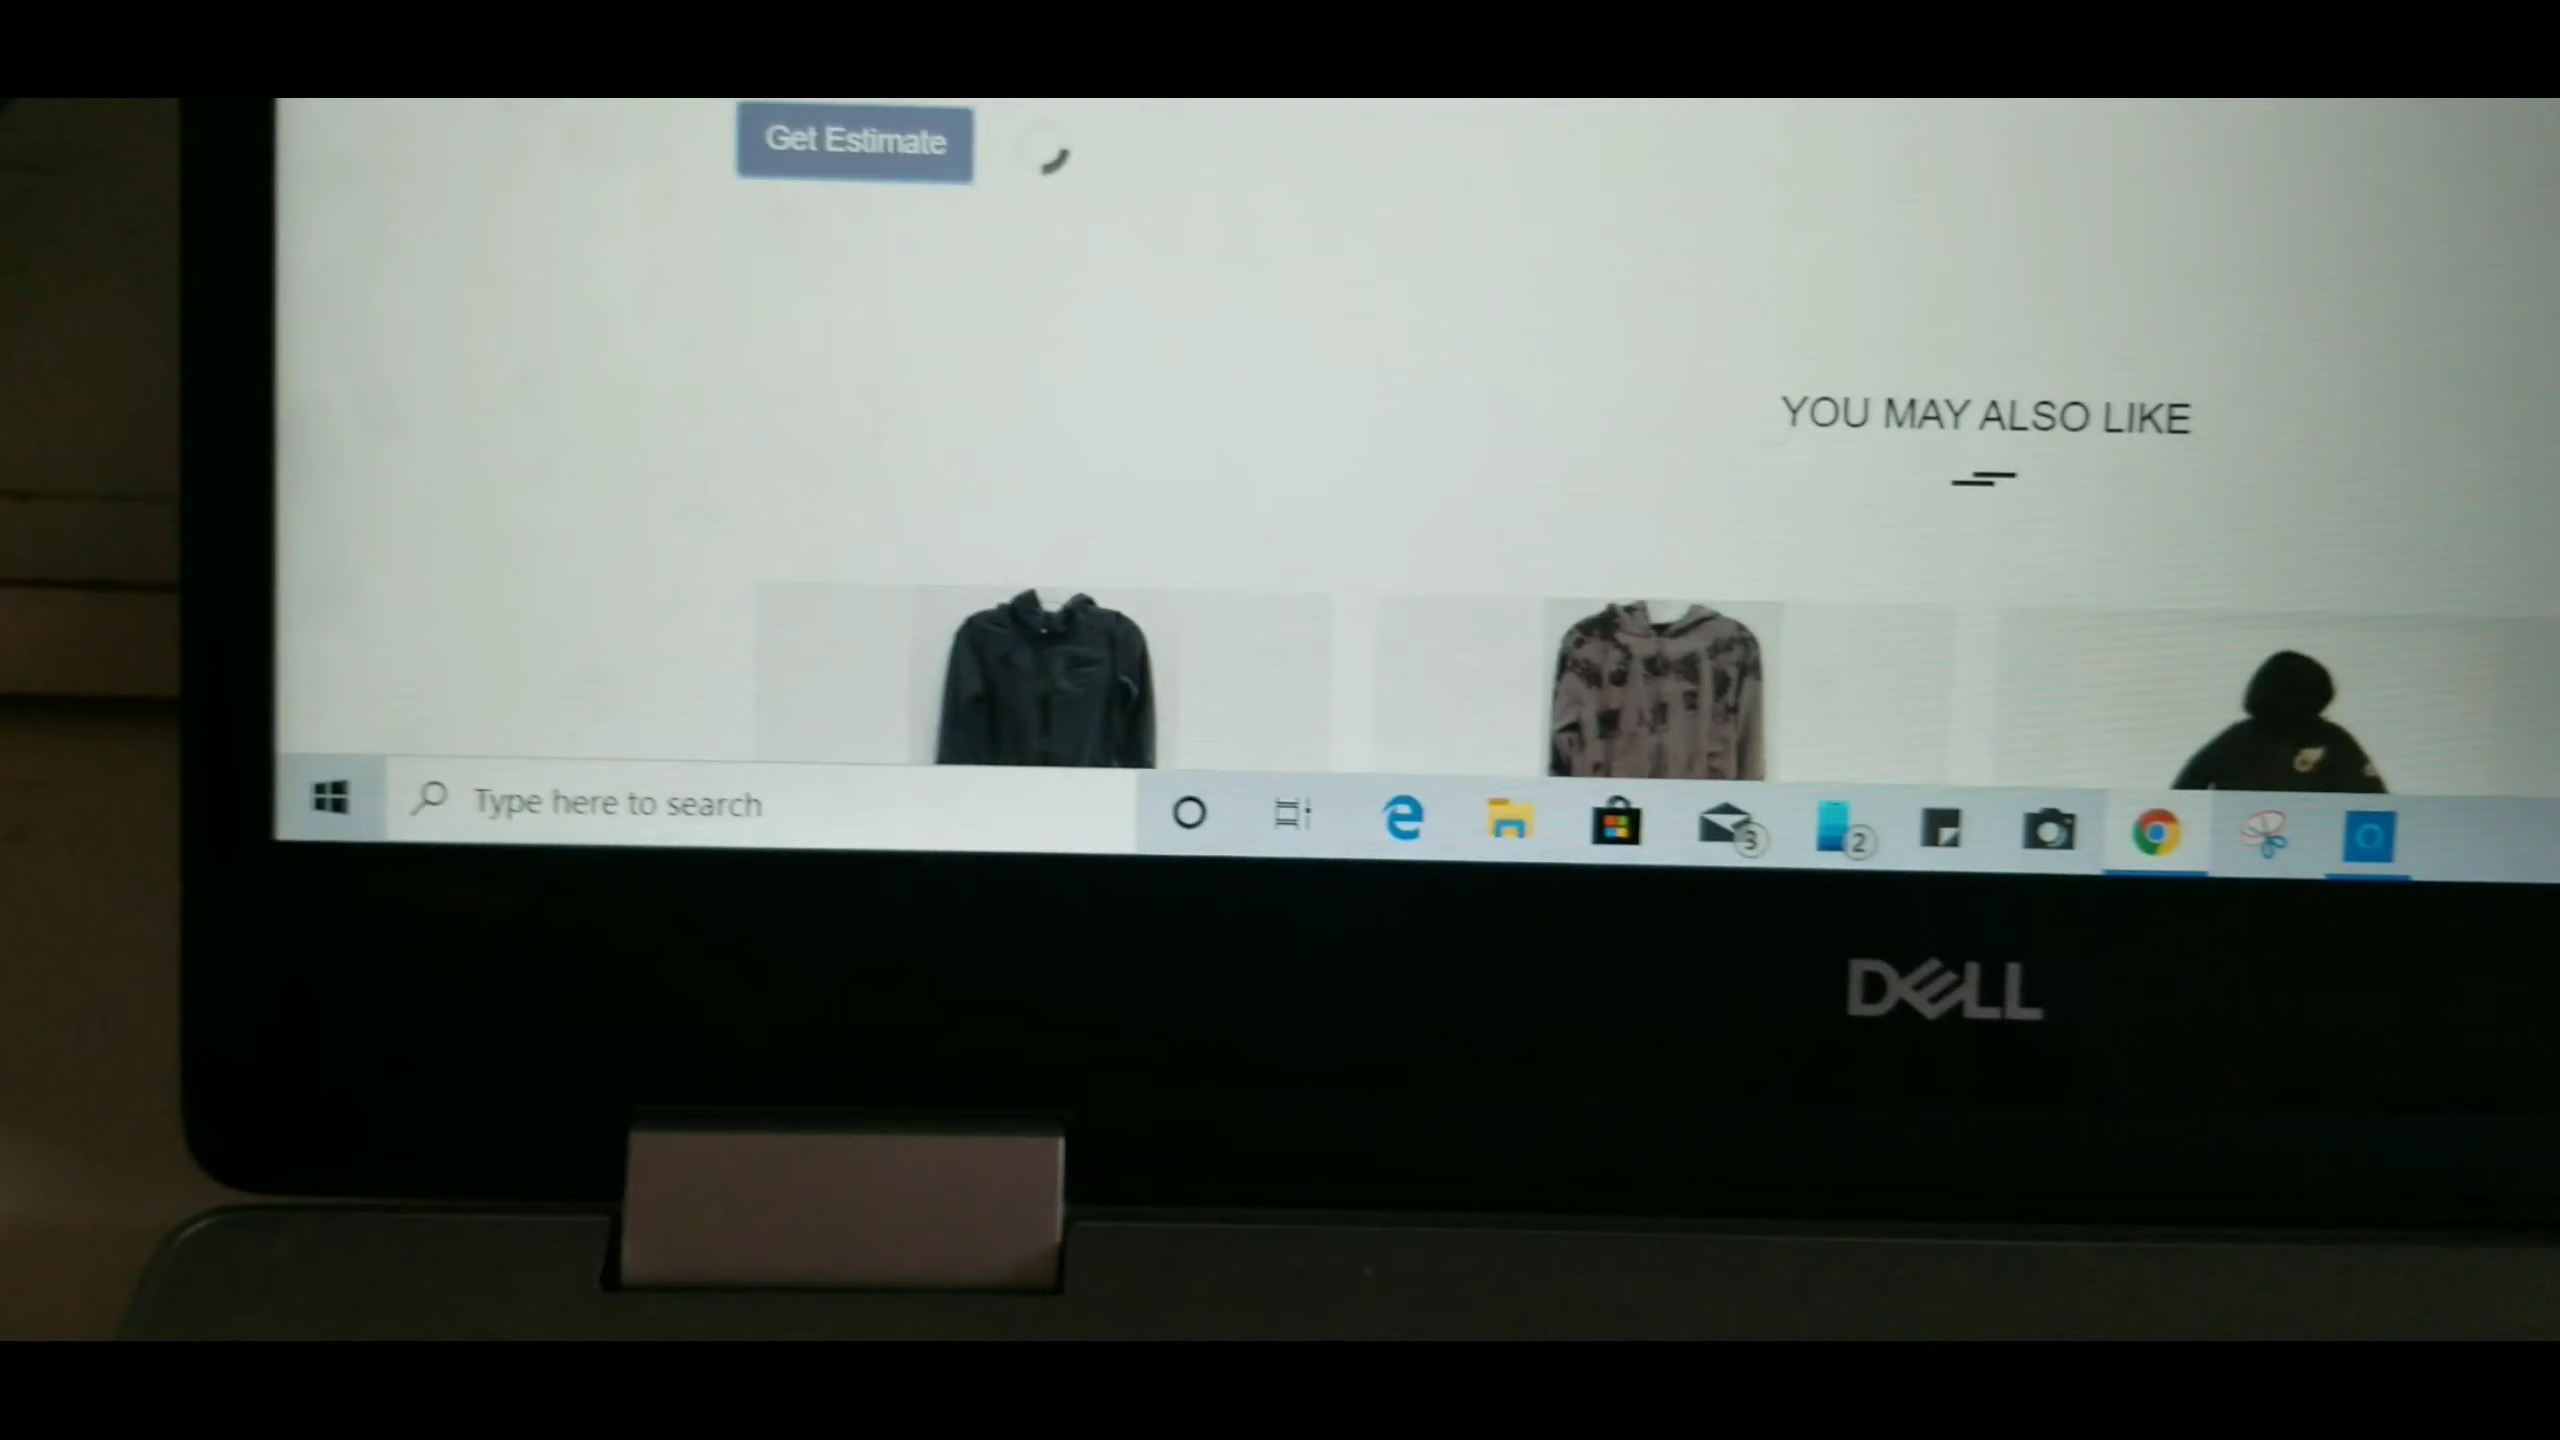 Get Estimate
YOU MAY ALSO LIKE
Type here to search
3
2
DELL